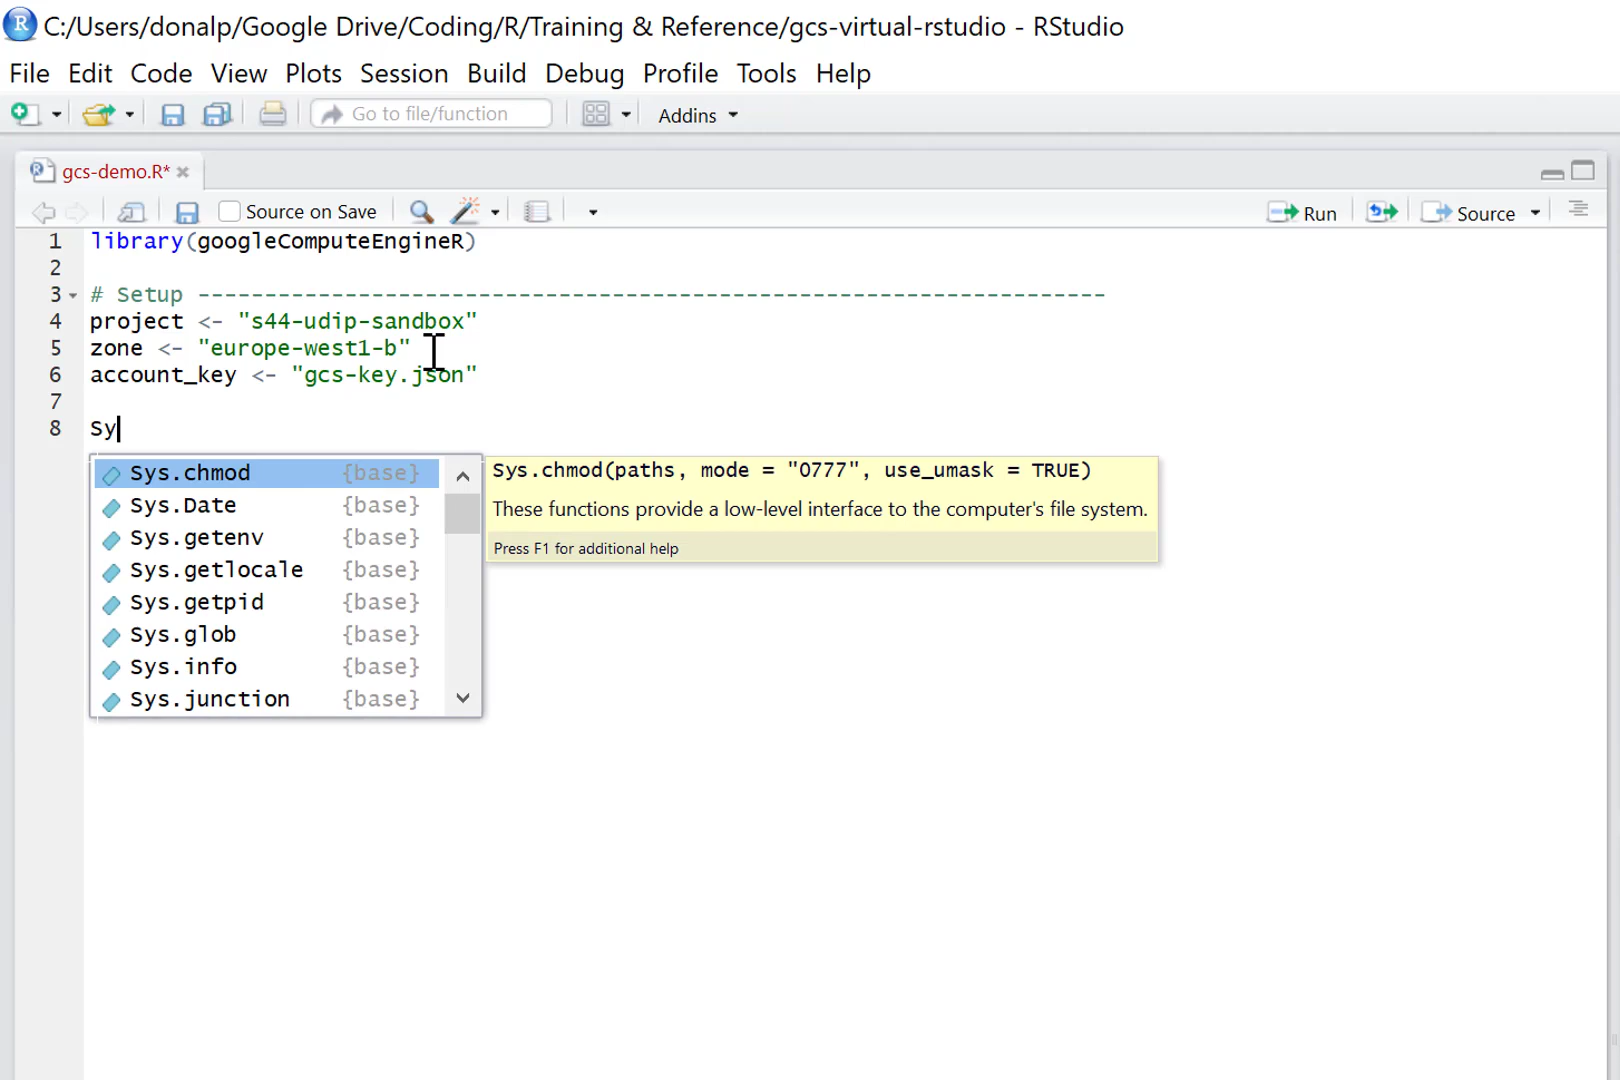 C:/Users/donalp/Google Drive/Coding/R/Training & Reference/gcs-virtual-rstudio - RStudio
File Edit Code View Plots Session Build Debug Profile Tools Help
Go to file/function Addins
gcs-demo.R*
Source on Save Run Source
1 library(googleComputeEngineR)
2
3 # Setup --------------------------------------------------------------------
4 project <- "s44-udip-sandbox"
5 zone <- "europe-west1-b"
6 account_key <- "gcs-key.json"
7
8 Sy
Sys.chmod {base}
Sys.Date {base}
Sys.getenv {base}
Sys.getlocale {base}
Sys.getpid {base}
Sys.glob {base}
Sys.info {base}
Sys.junction {base}
Sys.chmod(paths, mode = "0777", use_umask = TRUE)
These functions provide a low-level interface to the computer's file system.
Press F1 for additional help